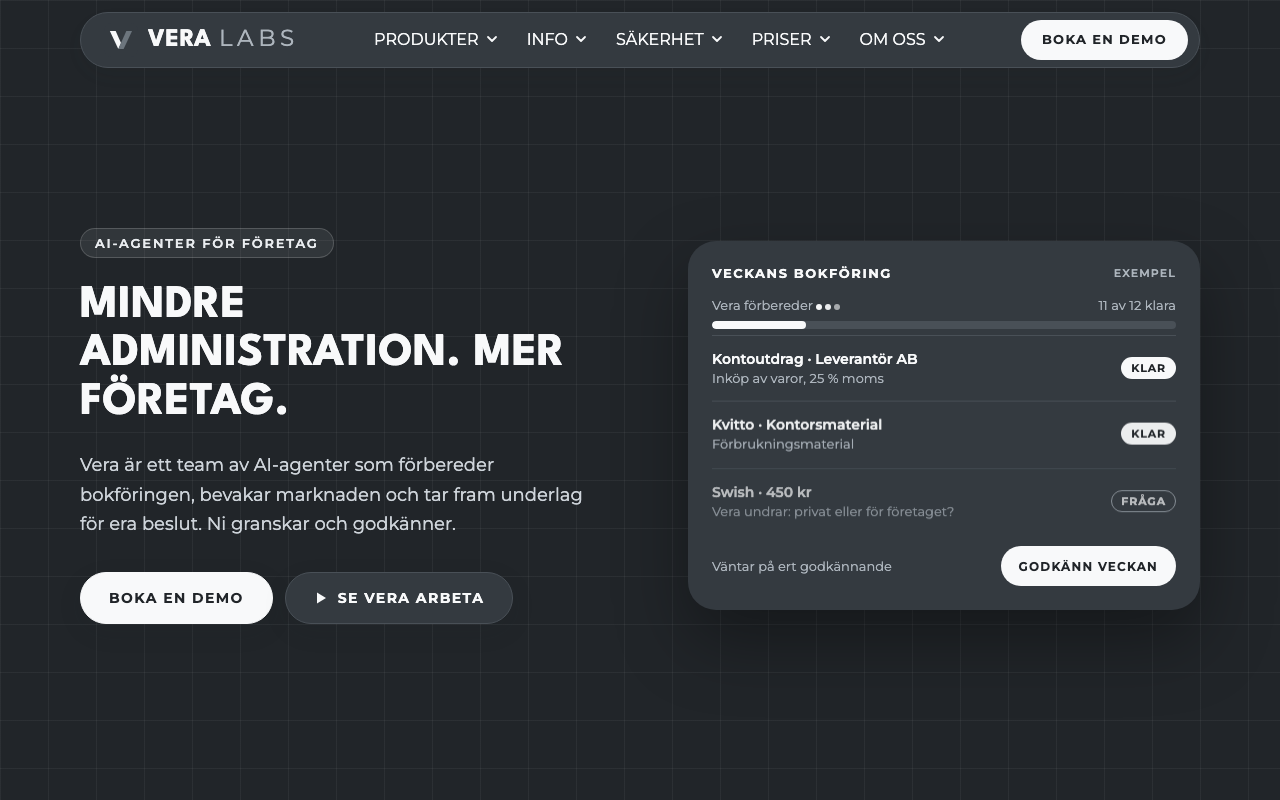 VERA LABS
PRODUKTER
INFO
SÄKERHET
PRISER
OM OSS
BOKA EN DEMO
AI-AGENTER FÖR FÖRETAG
MINDRE
ADMINISTRATION. MER
FÖRETAG.
Vera är ett team av AI-agenter som förbereder
bokföringen, bevakar marknaden och tar fram underlag
för era beslut. Ni granskar och godkänner.
BOKA EN DEMO
SE VERA ARBETA
VECKANS BOKFÖRING
EXEMPEL
Vera förbereder
11 av 12 klara
Kontoutdrag · Leverantör AB
Inköp av varor, 25 % moms
KLAR
Kvitto · Kontorsmaterial
Förbrukningsmaterial
KLAR
Swish · 450 kr
Vera undrar: privat eller för företaget?
FRÅGA
Väntar på ert godkännande
GODKÄNN VECKAN